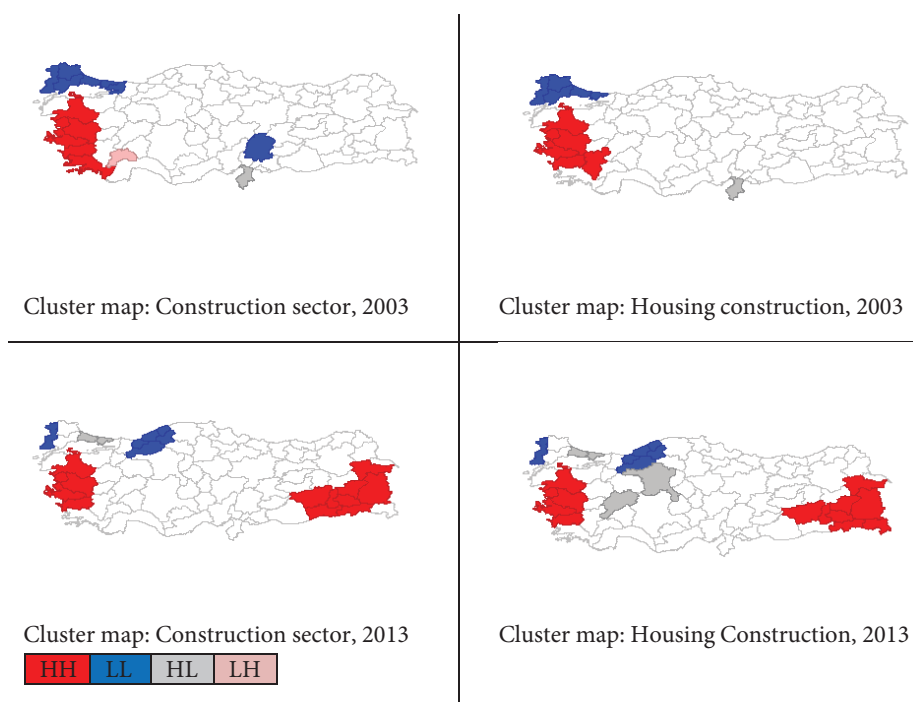 Cluster map: Construction sector, 2003
Cluster map: Housing construction, 2003
Cluster map: Construction sector, 2013
Cluster map: Housing Construction, 2013
HH LL HL LH